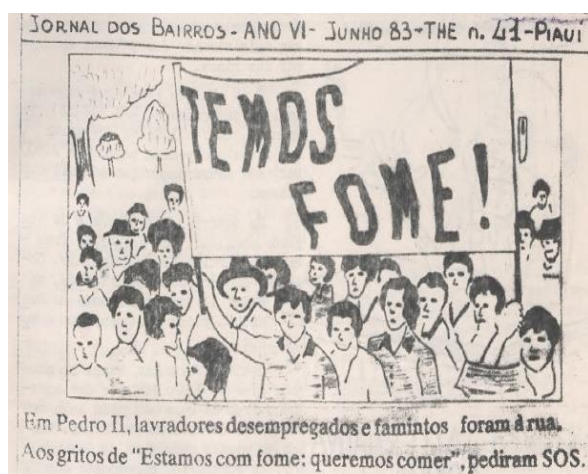 JORNAL DOS BAIRROS - ANO VI - JUNHO 83 - THE n. 41 - PIAUI
TEMOS
FOME!
Em Pedro II, lavradores desempregados e famintos foram à rua.
Aos gritos de "Estamos com fome: queremos comer", pediram SOS